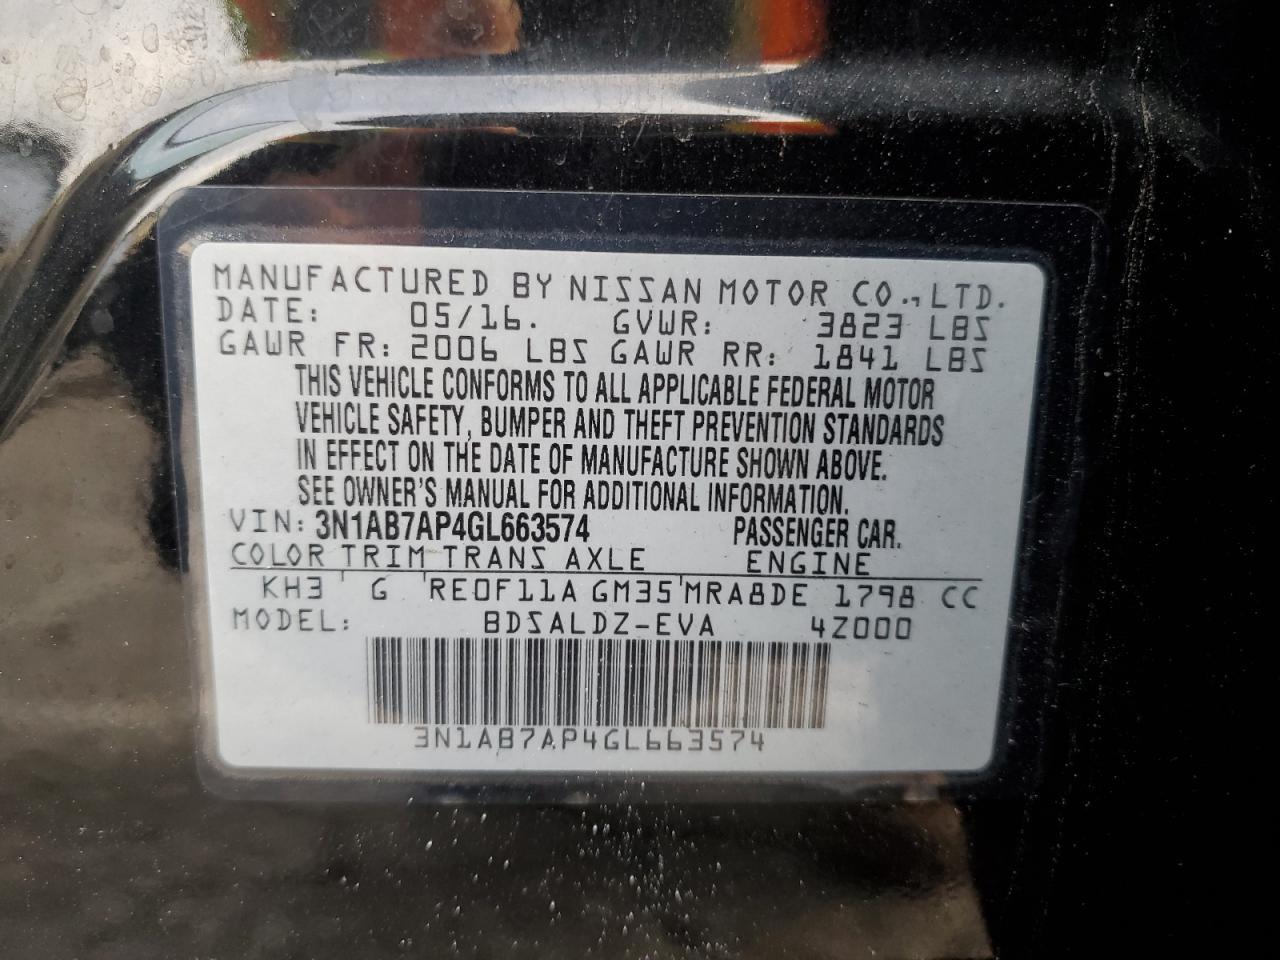 MANUFACTURED BY NISSAN MOTOR CO., LTD.
DATE: 05/16. GVWR: 3823 LBS
GAWR FR: 2006 LBS GAWR RR: 1841 LBS
THIS VEHICLE CONFORMS TO ALL APPLICABLE FEDERAL MOTOR
VEHICLE SAFETY, BUMPER AND THEFT PREVENTION STANDARDS
IN EFFECT ON THE DATE OF MANUFACTURE SHOWN ABOVE.
SEE OWNER'S MANUAL FOR ADDITIONAL INFORMATION.
VIN: 3N1AB7AP4GL663574 PASSENGER CAR.
COLOR TRIM TRANS AXLE ENGINE
KH3 G RE0F11A GM35 MRA8DE 1798 CC
MODEL: BDSALDZ-EVA 4Z000
3N1AB7AP4GL663574